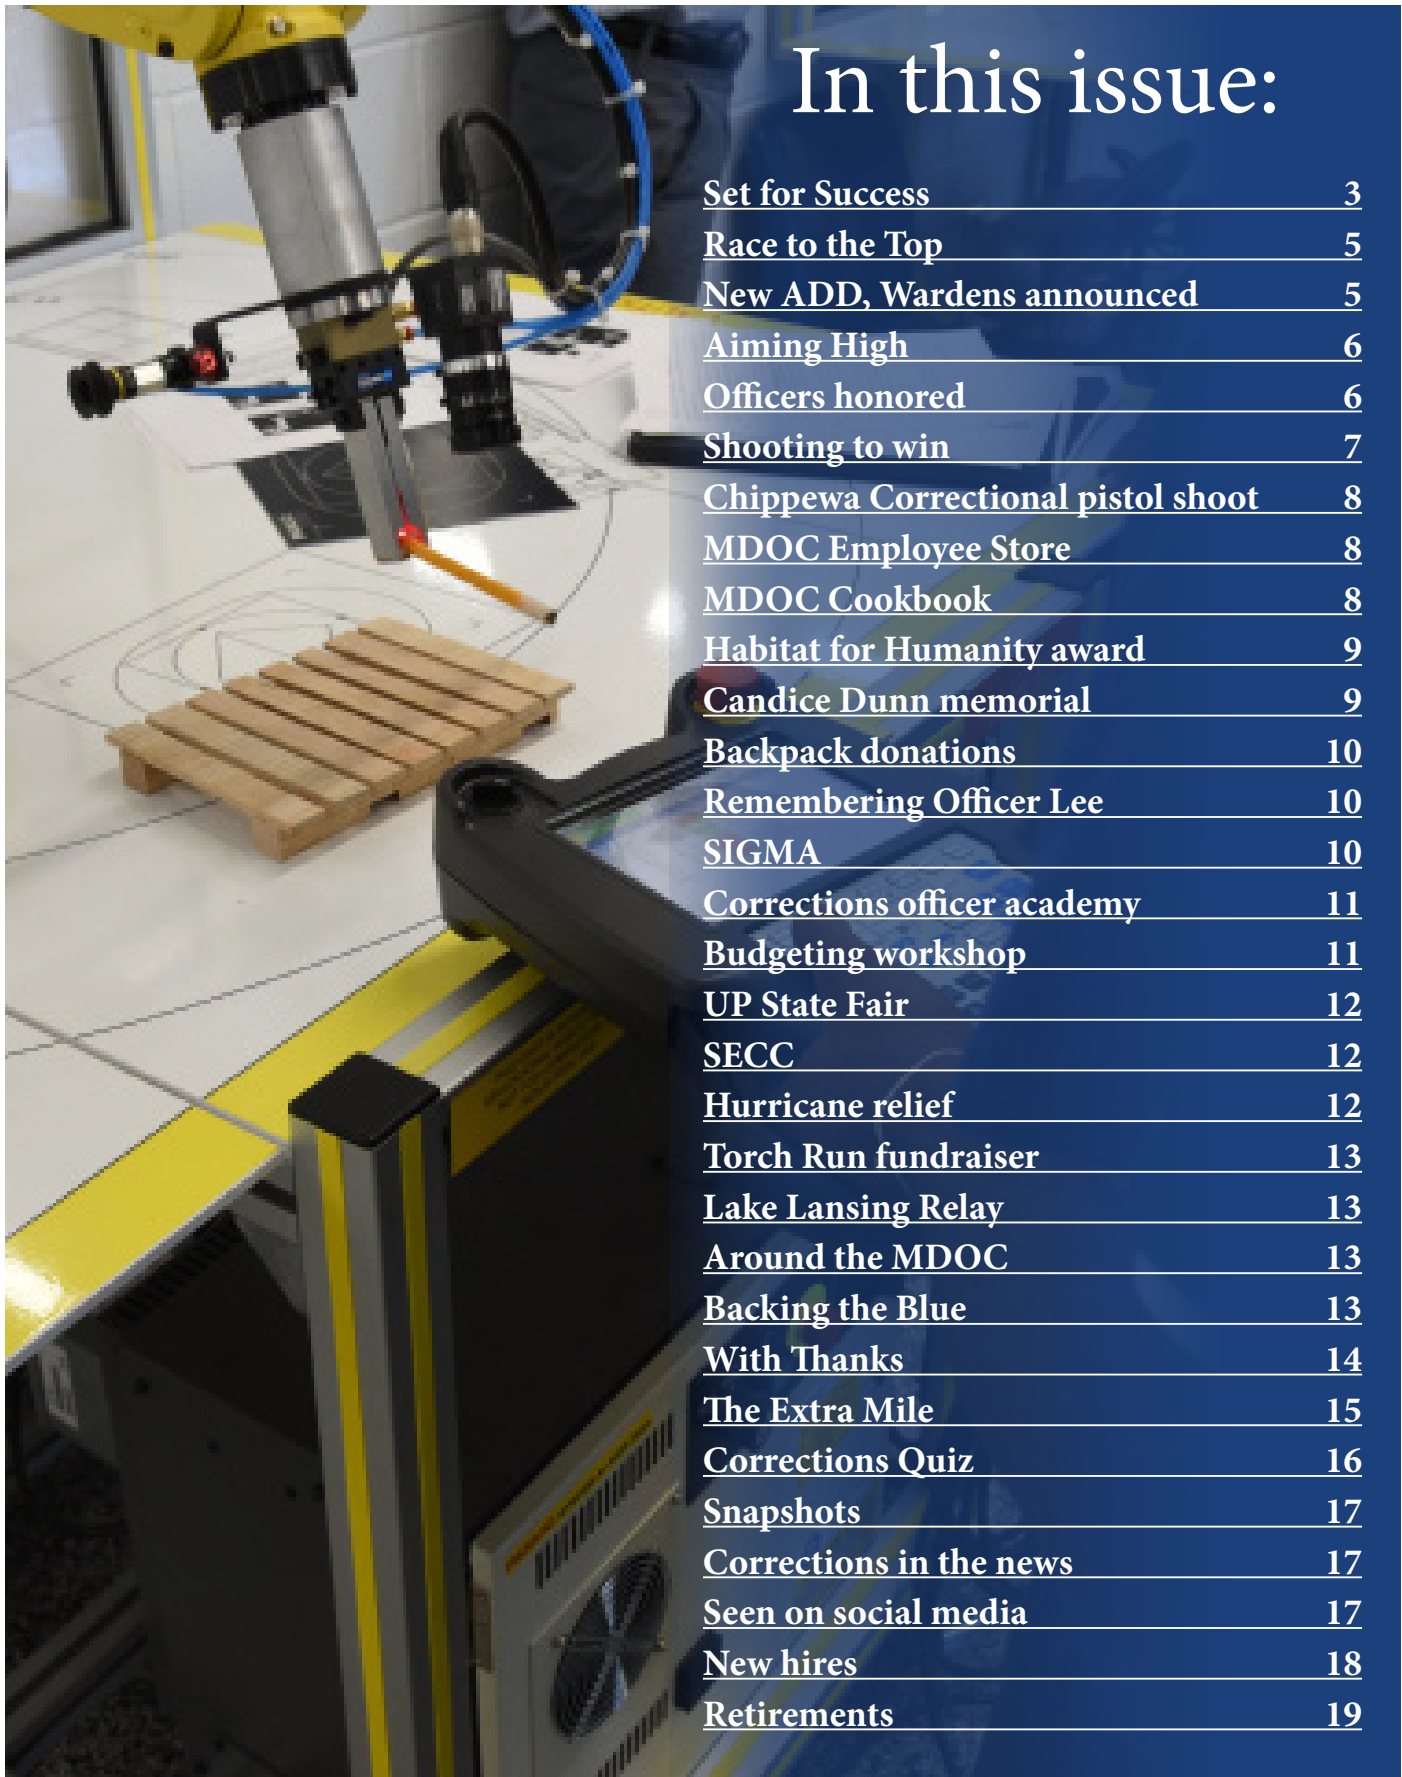 In this issue:
Set for Success 3
Race to the Top 5
New ADD, Wardens announced 5
Aiming High 6
Officers honored 6
Shooting to win 7
Chippewa Correctional pistol shoot 8
MDOC Employee Store 8
MDOC Cookbook 8
Habitat for Humanity award 9
Candice Dunn memorial 9
Backpack donations 10
Remembering Officer Lee 10
SIGMA 10
Corrections officer academy 11
Budgeting workshop 11
UP State Fair 12
SECC 12
Hurricane relief 12
Torch Run fundraiser 13
Lake Lansing Relay 13
Around the MDOC 13
Backing the Blue 13
With Thanks 14
The Extra Mile 15
Corrections Quiz 16
Snapshots 17
Corrections in the news 17
Seen on social media 17
New hires 18
Retirements 19